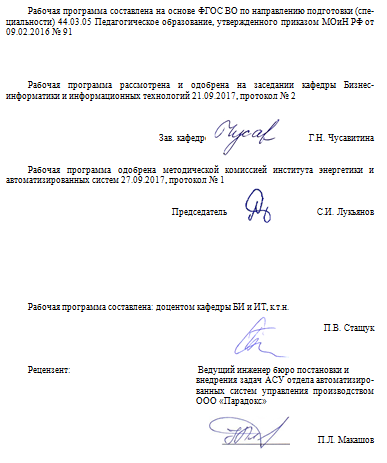 Рабочая программа составлена на основе ФГОС ВО по направлению подготовки (спе-
циальности) 44.03.05 Педагогическое образование, утвержденного приказом МОиН РФ от
09.02.2016 № 91
Рабочая программа рассмотрена и одобрена на заседании кафедры Бизнес-
информатики и информационных технологий 21.09.2017, протокол № 2
Зав. кафедр Чусав Г.Н. Чусавитина
Рабочая программа одобрена методической комиссией института энергетики и
автоматизированных систем 27.09.2017, протокол № 1
Председатель С.И. Лукьянов
Рабочая программа составлена: доцентом кафедры БИ и ИТ, к.т.н.
П.В. Стащук
Рецензент: Ведущий инженер бюро постановки и
внедрения задач АСУ отдела автоматизиро-
ванных систем управления производством
ООО «Парадокс»
П.Л. Макашов